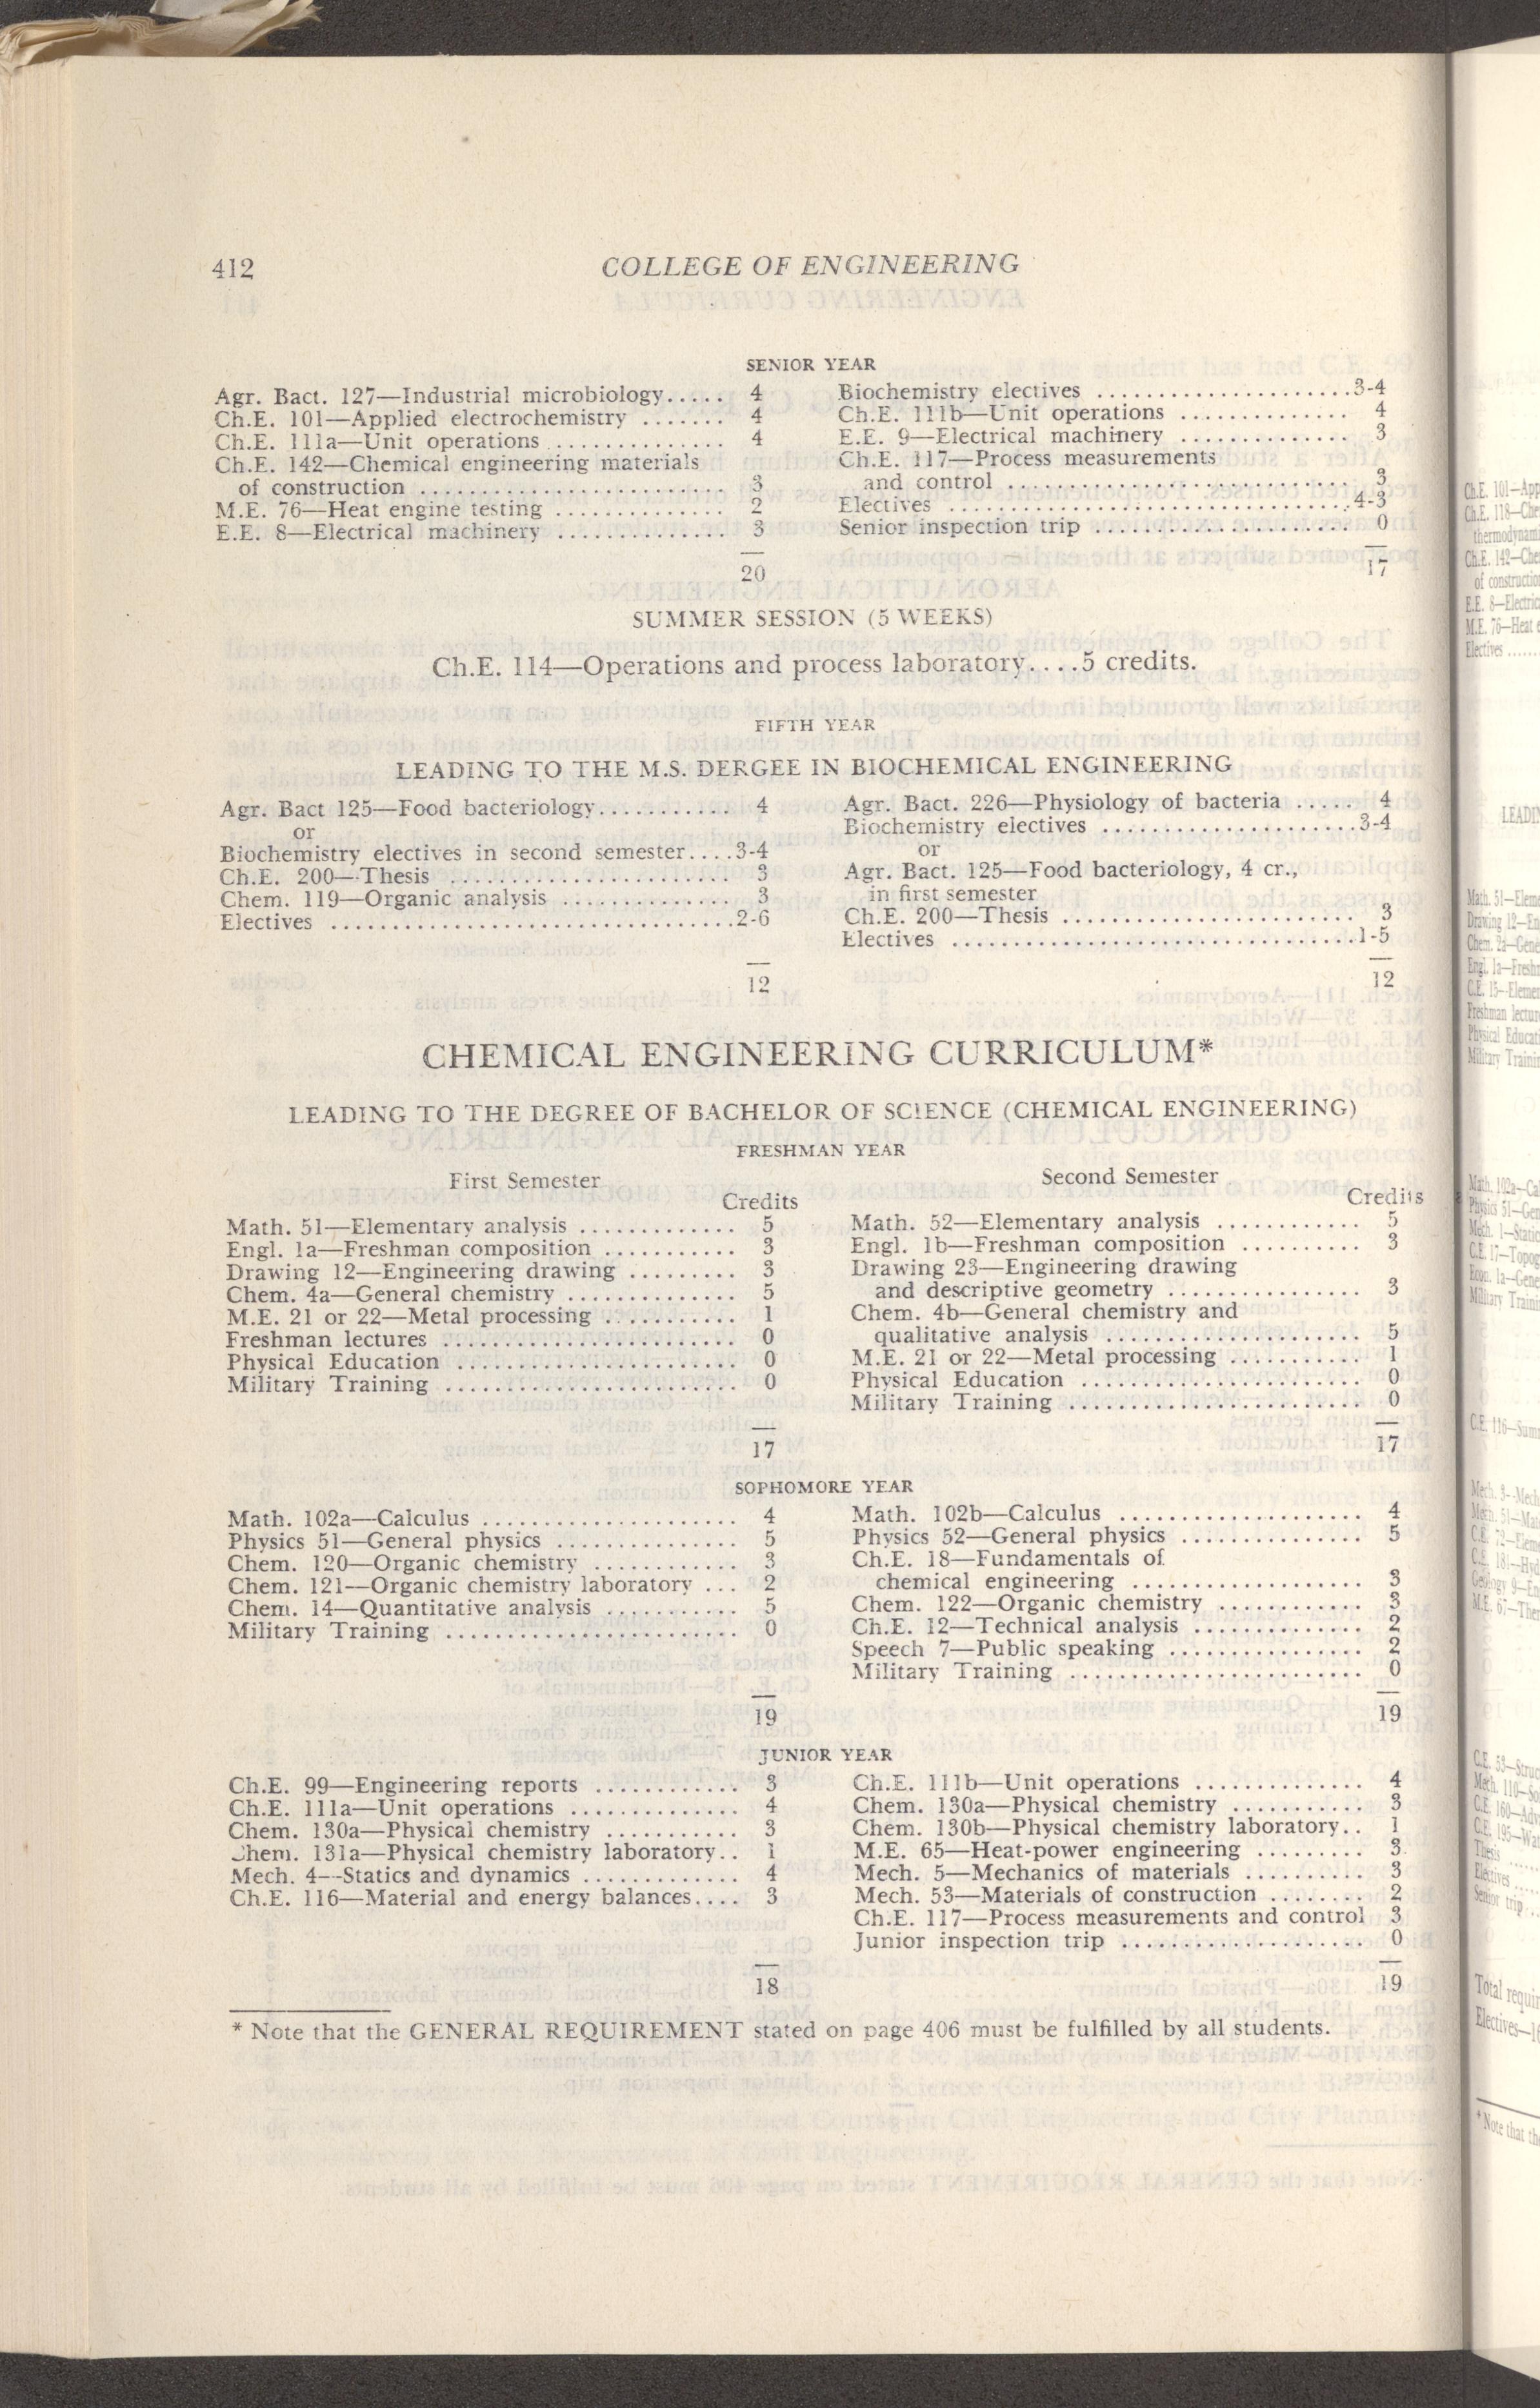 412
COLLEGE OF ENGINEERING
SENIOR YEAR
Agr. Bact. 127—Industrial microbiology..... 4
Ch.E. 101—Applied electrochemistry ....... 4
Ch.E. 111a—Unit operations .............. 4
Ch.E. 142—Chemical engineering materials
of construction ......................... 3
M.E. 76—Heat engine testing .............. 2
E.E. 8—Electrical machinery .............. 3
20
Biochemistry electives .....................3-4
Ch.E. 111b—Unit operations .............. 4
E.E. 9—Electrical machinery .............. 3
Ch.E. 117—Process measurements
and control ............................ 3
Electives .................................4-3
Senior inspection trip ..................... 0
17
SUMMER SESSION (5 WEEKS)
Ch.E. 114—Operations and process laboratory....5 credits.
FIFTH YEAR
LEADING TO THE M.S. DERGEE IN BIOCHEMICAL ENGINEERING
Agr. Bact 125—Food bacteriology........... 4
or
Biochemistry electives in second semester....3-4
Ch.E. 200—Thesis ....................... 3
Chem. 119—Organic analysis .............. 3
Electives .................................2-6
12
Agr. Bact. 226—Physiology of bacteria ..... 4
Biochemistry electives .....................3-4
or
Agr. Bact. 125—Food bacteriology, 4 cr.,
in first semester
Ch.E. 200—Thesis ........................ 3
Electives .................................1-5
12
CHEMICAL ENGINEERING CURRICULUM*
LEADING TO THE DEGREE OF BACHELOR OF SCIENCE (CHEMICAL ENGINEERING)
FRESHMAN YEAR
First Semester
Credits
Math. 51—Elementary analysis ............. 5
Engl. 1a—Freshman composition ........... 3
Drawing 12—Engineering drawing ......... 3
Chem. 4a—General chemistry .............. 5
M.E. 21 or 22—Metal processing ........... 1
Freshman lectures ........................ 0
Physical Education ....................... 0
Military Training ........................ 0
17
Second Semester
Credits
Math. 52—Elementary analysis ............ 5
Engl. 1b—Freshman composition .......... 3
Drawing 23—Engineering drawing
and descriptive geometry ................ 3
Chem. 4b—General chemistry and
qualitative analysis ..................... 5
M.E. 21 or 22—Metal processing ........... 1
Physical Education ....................... 0
Military Training ........................ 0
17
SOPHOMORE YEAR
Math. 102a—Calculus ..................... 4
Physics 51—General physics ............... 5
Chem. 120—Organic chemistry ............ 3
Chem. 121—Organic chemistry laboratory ... 2
Chem. 14—Quantitative analysis ........... 5
Military Training ........................ 0
19
Math. 102b—Calculus .................... 4
Physics 52—General physics ............... 5
Ch.E. 18—Fundamentals of
chemical engineering ................... 3
Chem. 122—Organic chemistry ............ 3
Ch.E. 12—Technical analysis .............. 2
Speech 7—Public speaking ................ 2
Military Training ........................ 0
19
JUNIOR YEAR
Ch.E. 99—Engineering reports ............ 3
Ch.E. 111a—Unit operations .............. 4
Chem. 130a—Physical chemistry ........... 3
Chem. 131a—Physical chemistry laboratory.. 1
Mech. 4—Statics and dynamics ............. 4
Ch.E. 116—Material and energy balances.... 3
18
Ch.E. 111b—Unit operations .............. 4
Chem. 130a—Physical chemistry ........... 3
Chem. 130b—Physical chemistry laboratory.. 1
M.E. 65—Heat-power engineering ......... 3
Mech. 5—Mechanics of materials .......... 3
Mech. 53—Materials of construction ........ 2
Ch.E. 117—Process measurements and control 3
Junior inspection trip .................... 0
19
* Note that the GENERAL REQUIREMENT stated on page 406 must be fulfilled by all students.